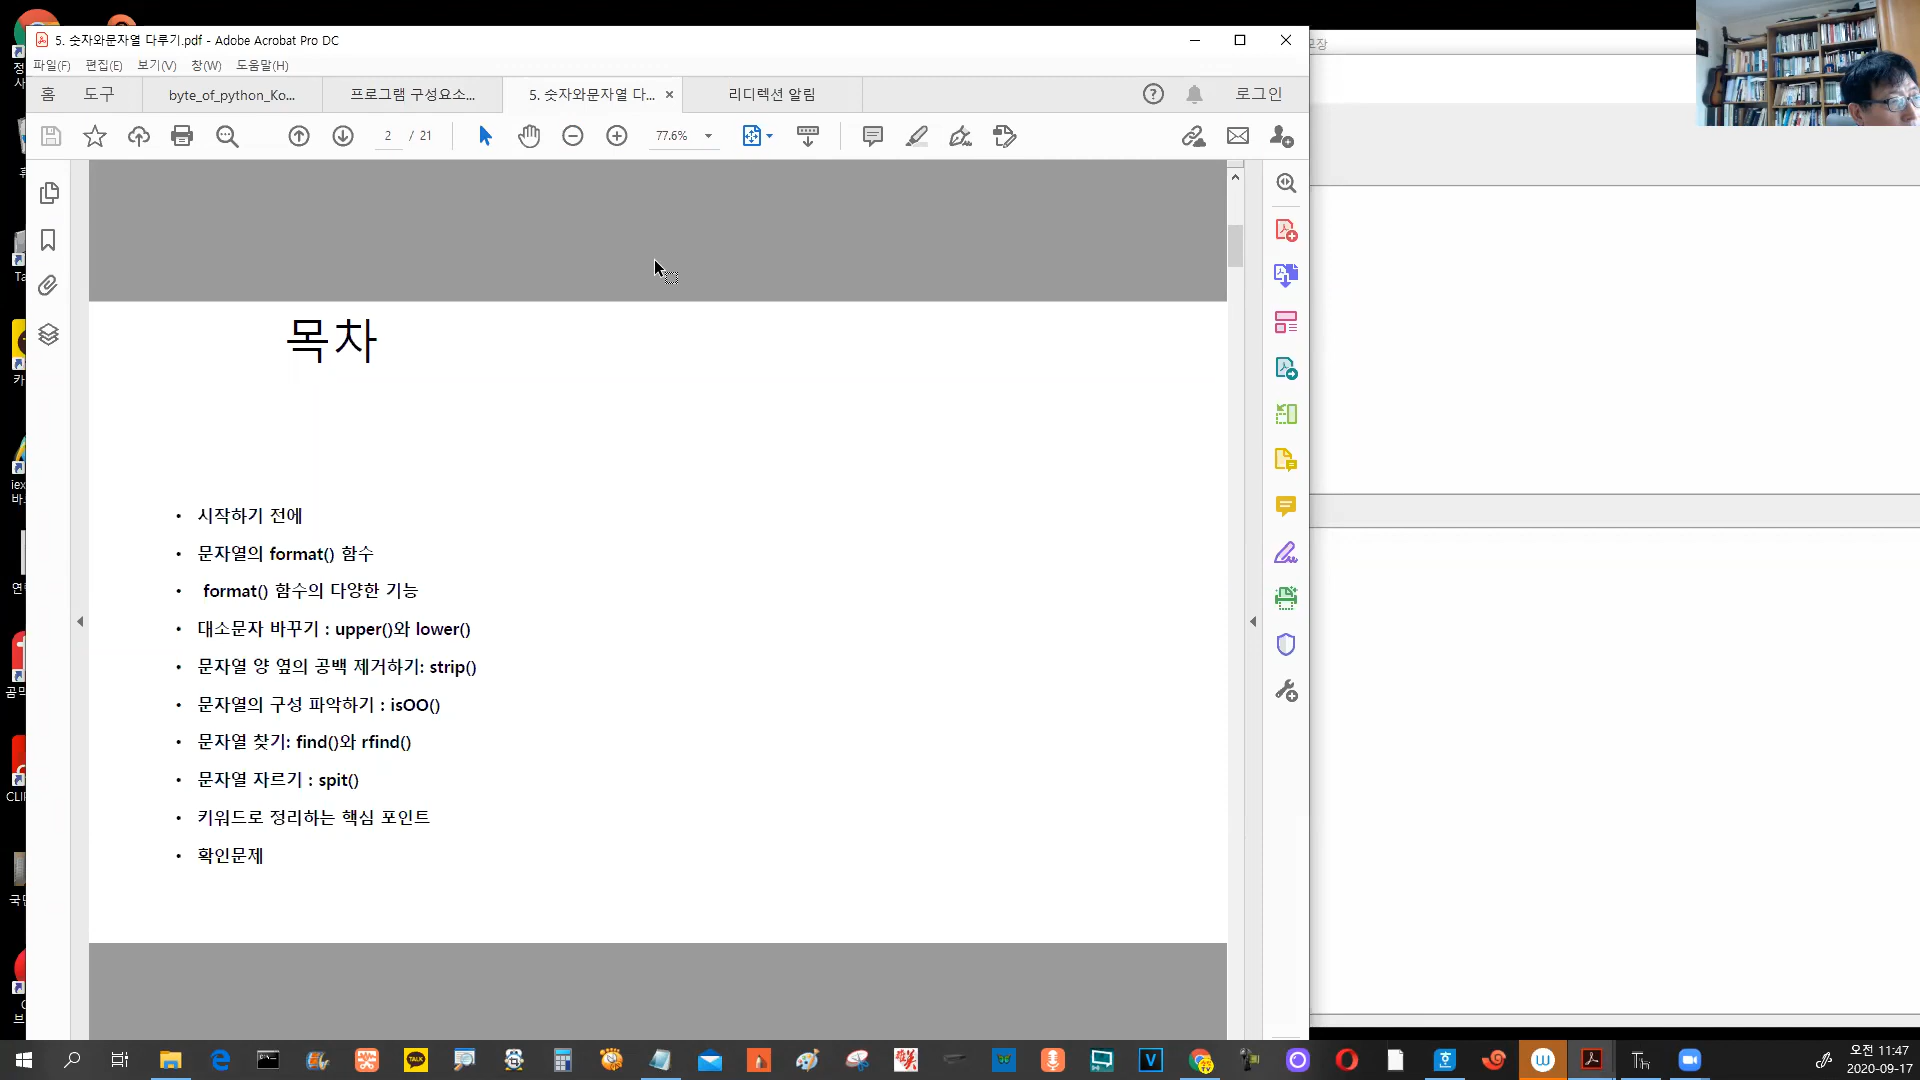 5. 숫자와문자열 다루기.pdf - Adobe Acrobat Pro DC
파일(F) 편집(E) 보기(V) 창(W) 도움말(H)
홈 도구 byte_of_python_Ko... 프로그램 구성요소... 5. 숫자와문자열 다... × 리디렉션 알림 로그인
2 / 21 77.6%
목차
• 시작하기 전에
• 문자열의 format() 함수
• format() 함수의 다양한 기능
• 대소문자 바꾸기 : upper()와 lower()
• 문자열 양 옆의 공백 제거하기: strip()
• 문자열의 구성 파악하기 : isOO()
• 문자열 찾기: find()와 rfind()
• 문자열 자르기 : spit()
• 키워드로 정리하는 핵심 포인트
• 확인문제
오전 11:47
2020-09-17